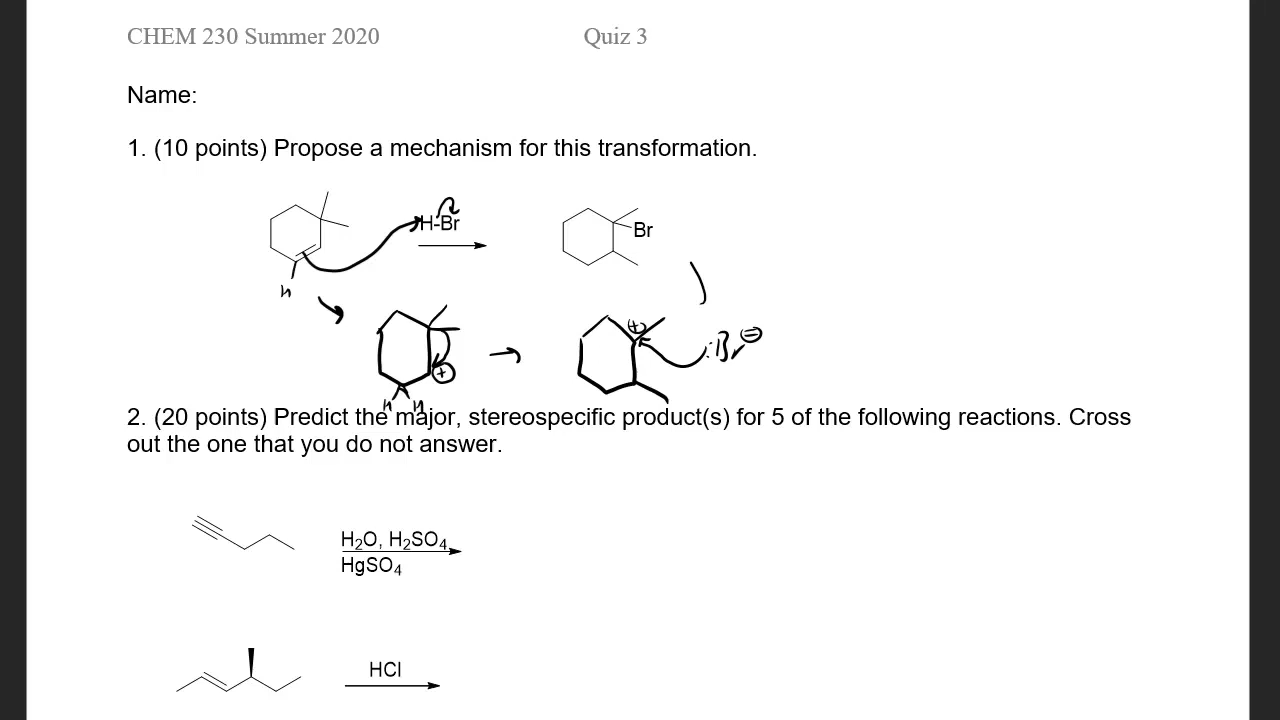 CHEM 230 Summer 2020 Quiz 3
Name:
1. (10 points) Propose a mechanism for this transformation.
H-Br
Br
H
+
+
:Br⊖
H H
2. (20 points) Predict the major, stereospecific product(s) for 5 of the following reactions. Cross
out the one that you do not answer.
H₂O, H₂SO₄
HgSO₄
HCl